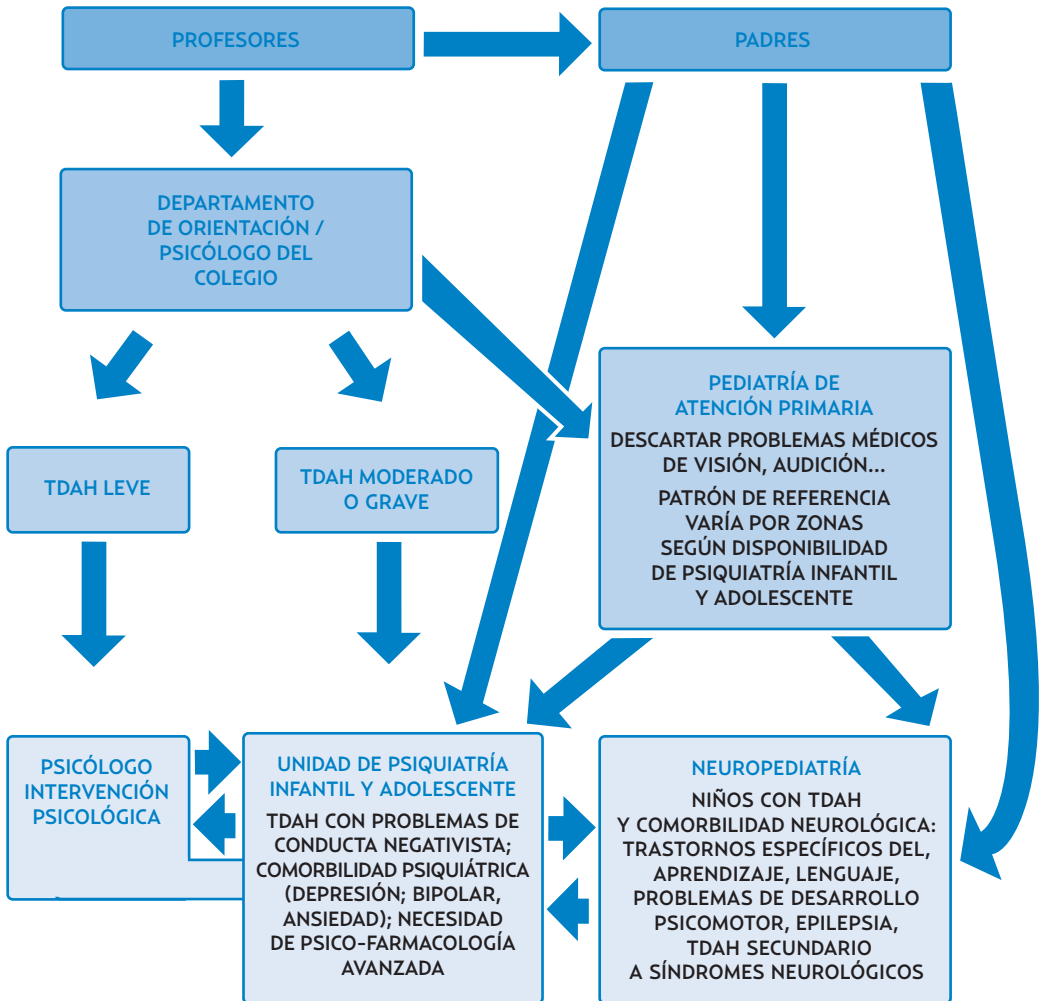 PROFESORES
PADRES
DEPARTAMENTO
DE ORIENTACIÓN /
PSICÓLOGO DEL
COLEGIO
PEDIATRÍA DE
ATENCIÓN PRIMARIA
DESCARTAR PROBLEMAS MÉDICOS
DE VISIÓN, AUDICIÓN...
PATRÓN DE REFERENCIA
VARÍA POR ZONAS
SEGÚN DISPONIBILIDAD
DE PSIQUIATRÍA INFANTIL
Y ADOLESCENTE
TDAH LEVE
TDAH MODERADO
O GRAVE
PSICÓLOGO
INTERVENCIÓN
PSICOLÓGICA
UNIDAD DE PSIQUIATRÍA
INFANTIL Y ADOLESCENTE
TDAH CON PROBLEMAS DE
CONDUCTA NEGATIVISTA;
COMORBILIDAD PSIQUIÁTRICA
(DEPRESIÓN; BIPOLAR,
ANSIEDAD); NECESIDAD
DE PSICO-FARMACOLOGÍA
AVANZADA
NEUROPEDIATRÍA
NIÑOS CON TDAH
Y COMORBILIDAD NEUROLÓGICA:
TRASTORNOS ESPECÍFICOS DEL,
APRENDIZAJE, LENGUAJE,
PROBLEMAS DE DESARROLLO
PSICOMOTOR, EPILEPSIA,
TDAH SECUNDARIO
A SÍNDROMES NEUROLÓGICOS